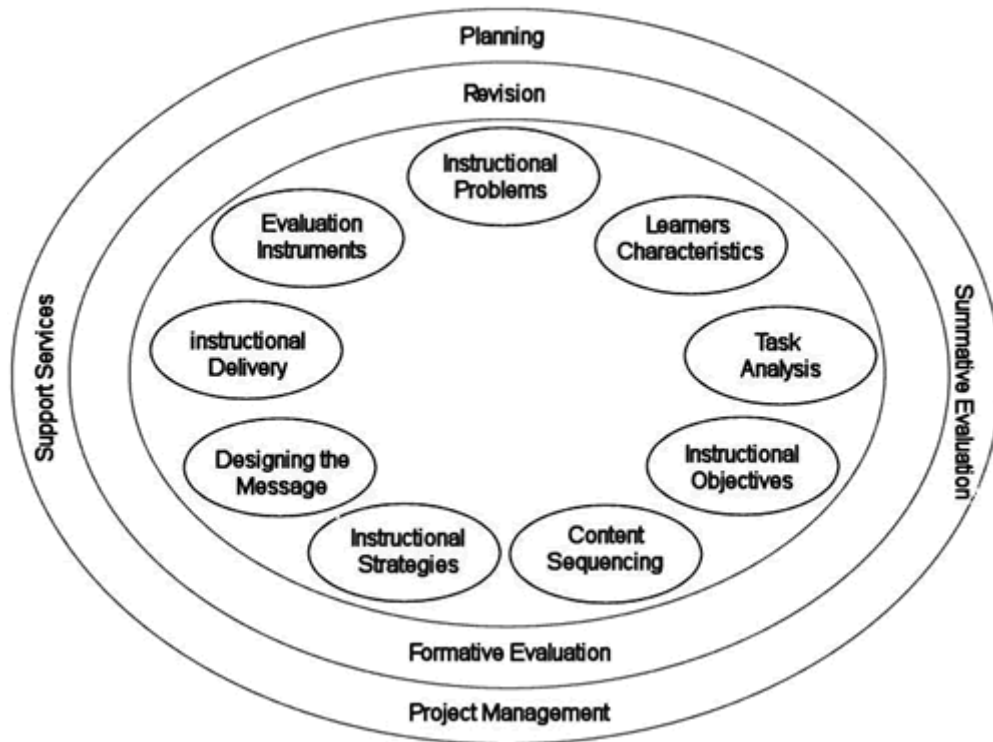 Planning
Revision
Instructional
Problems
Evaluation
Instruments
Learners
Characteristics
instructional
Delivery
Task
Analysis
Support Services
Summative Evaluation
Designing the
Message
Instructional
Objectives
Instructional
Strategies
Content
Sequencing
Formative Evaluation
Project Management